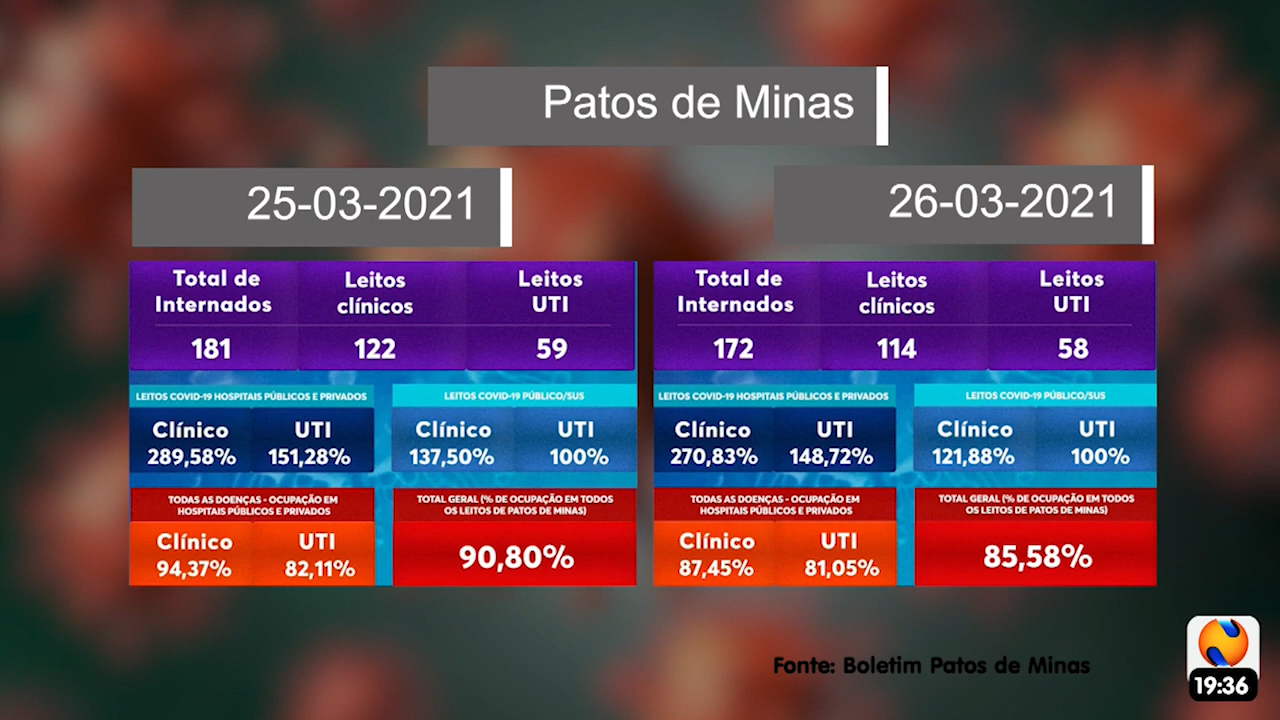 Patos de Minas
25-03-2021
Total de Internados
181
Leitos clínicos
122
Leitos UTI
59
LEITOS COVID-19 HOSPITAIS PÚBLICOS E PRIVADOS
Clínico UTI
289,58% 151,28%
LEITOS COVID-19 PÚBLICO/SUS
Clínico UTI
137,50% 100%
TODAS AS DOENÇAS - OCUPAÇÃO EM
HOSPITAIS PÚBLICOS E PRIVADOS
Clínico UTI
94,37% 82,11%
TOTAL GERAL (% DE OCUPAÇÃO EM TODOS
OS LEITOS DE PATOS DE MINAS)
90,80%
26-03-2021
Total de Internados
172
Leitos clínicos
114
Leitos UTI
58
LEITOS COVID-19 HOSPITAIS PÚBLICOS E PRIVADOS
Clínico UTI
270,83% 148,72%
LEITOS COVID-19 PÚBLICO/SUS
Clínico UTI
121,88% 100%
TODAS AS DOENÇAS - OCUPAÇÃO EM
HOSPITAIS PÚBLICOS E PRIVADOS
Clínico UTI
87,45% 81,05%
TOTAL GERAL (% DE OCUPAÇÃO EM TODOS
OS LEITOS DE PATOS DE MINAS)
85,58%
Fonte: Boletim Patos de Minas
19:36